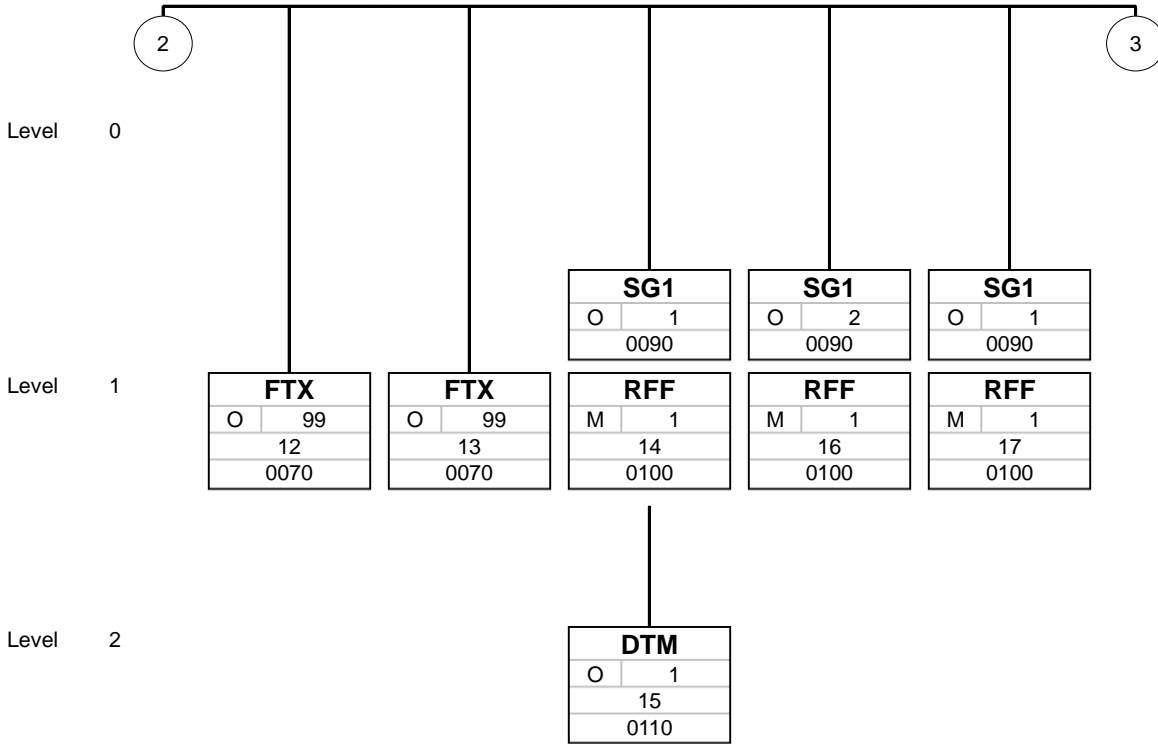 2 3
Level 0
SG1 SG1 SG1
O 1 O 2 O 1
0090 0090 0090
Level 1
FTX FTX RFF RFF RFF
O 99 O 99 M 1 M 1 M 1
12 13 14 16 17
0070 0070 0100 0100 0100
Level 2
DTM
O 1
15
0110